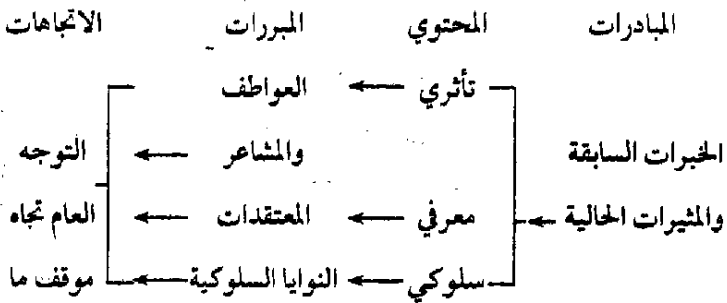 المبادرات المحتوي المبررات الاتجاهات
تأثري العواطف
الخبرات السابقة والمشاعر التوجه
والمثيرات الحالية معرفي المعتقدات العام تجاه
سلوكي النوايا السلوكية موقف ما